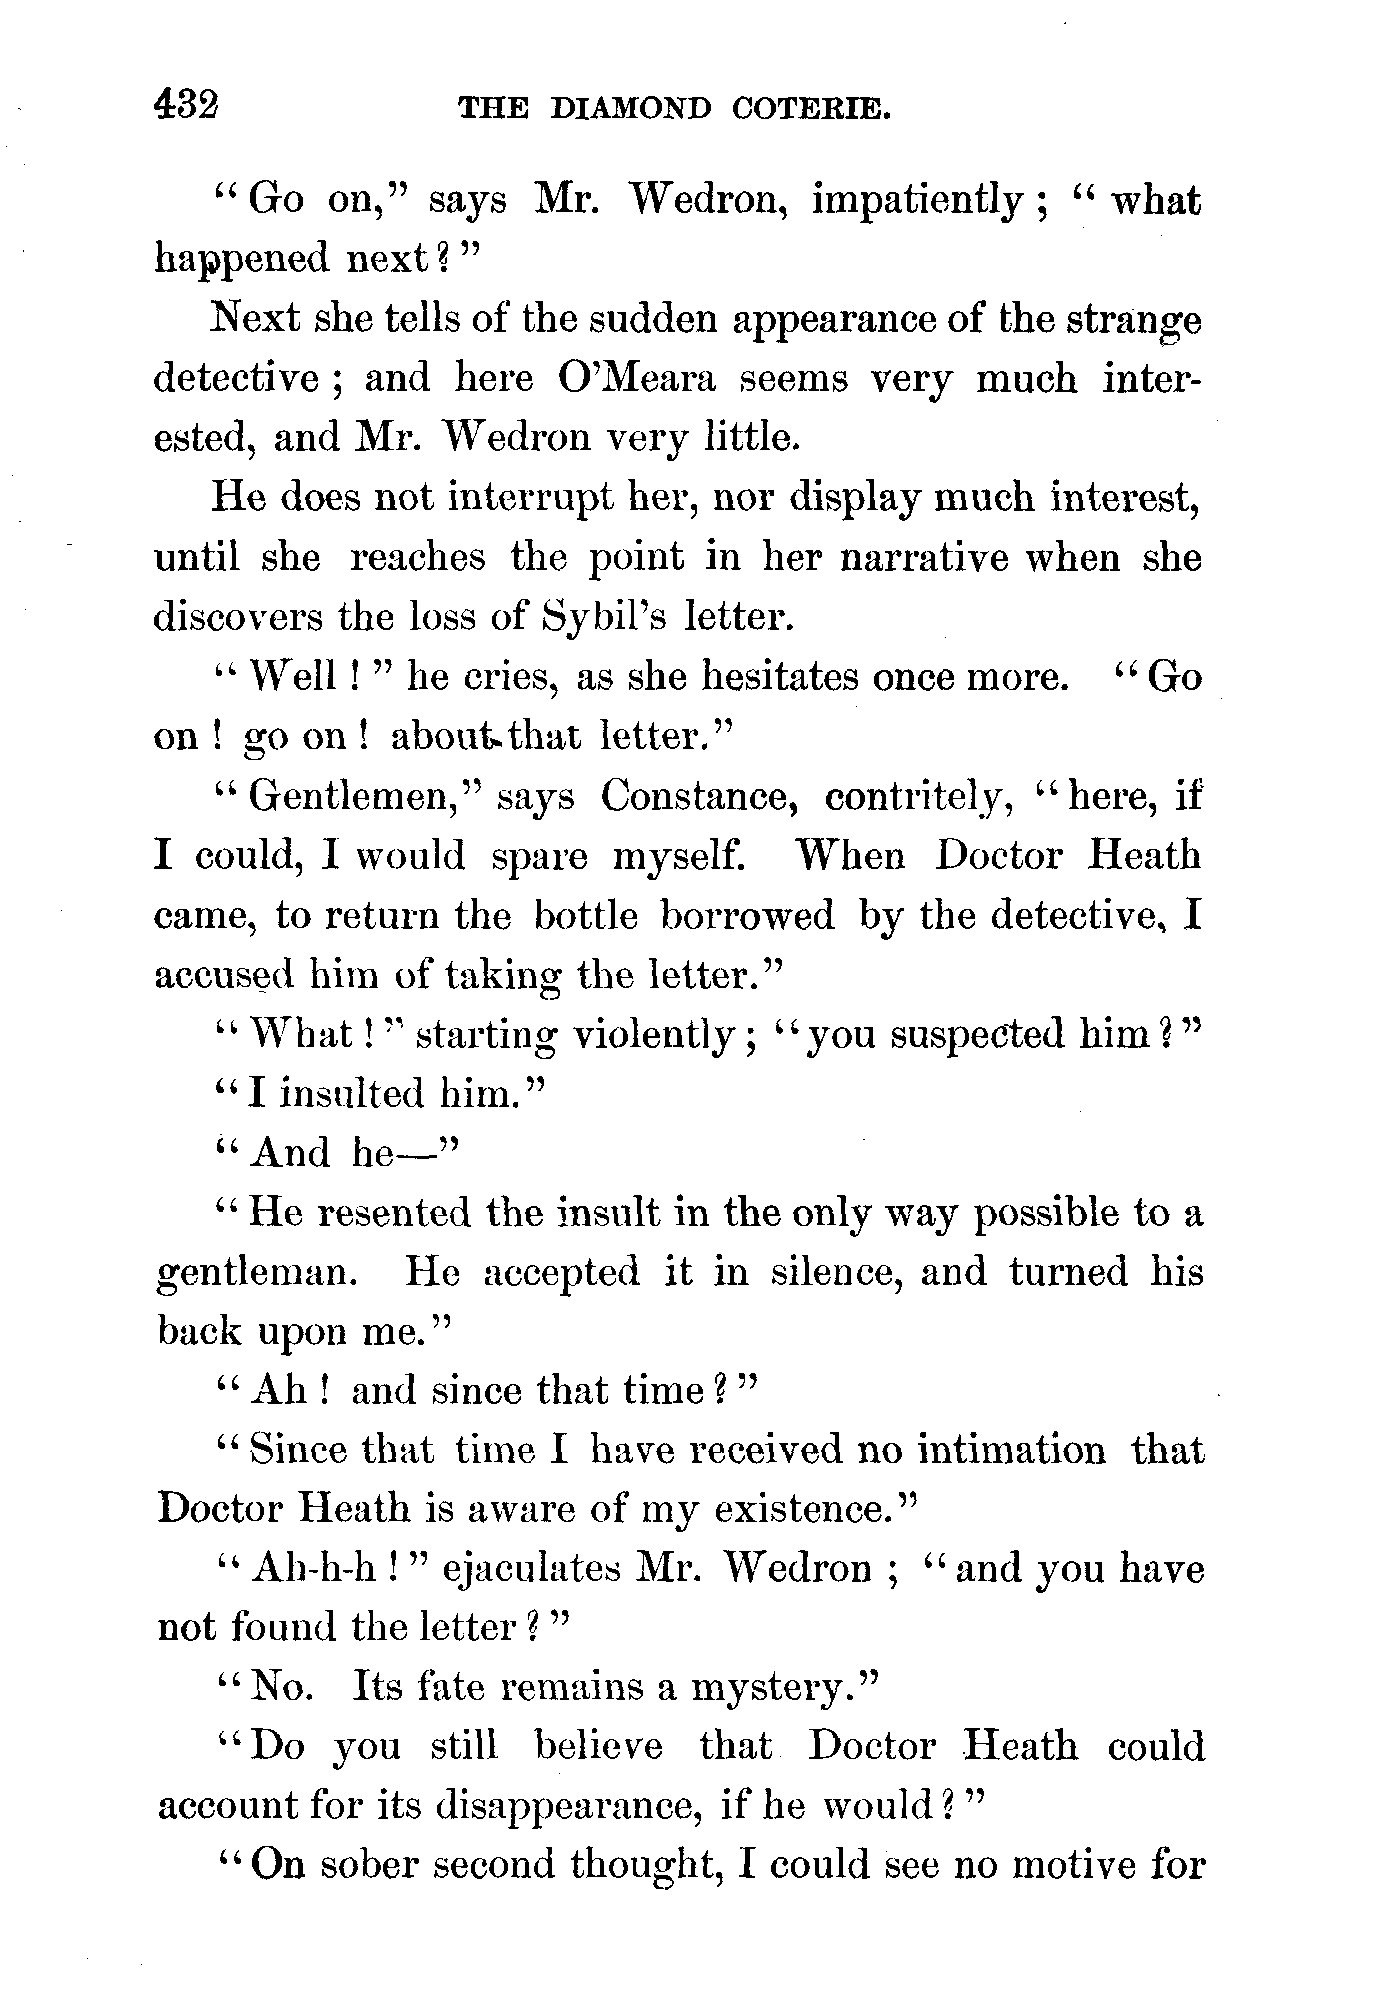 432 THE DIAMOND COTERIE.
“Go on,” says Mr. Wedron, impatiently; “what
happened next?”
Next she tells of the sudden appearance of the strange
detective; and here O’Meara seems very much inter-
ested, and Mr. Wedron very little.
He does not interrupt her, nor display much interest,
until she reaches the point in her narrative when she
discovers the loss of Sybil’s letter.
“Well!” he cries, as she hesitates once more. “Go
on! go on! about that letter.”
“Gentlemen,” says Constance, contritely, “here, if
I could, I would spare myself. When Doctor Heath
came, to return the bottle borrowed by the detective, I
accused him of taking the letter.”
“What!” starting violently; “you suspected him?”
“I insulted him.”
“And he—”
“He resented the insult in the only way possible to a
gentleman. He accepted it in silence, and turned his
back upon me.”
“Ah! and since that time?”
“Since that time I have received no intimation that
Doctor Heath is aware of my existence.”
“Ah-h-h!” ejaculates Mr. Wedron; “and you have
not found the letter?”
“No. Its fate remains a mystery.”
“Do you still believe that Doctor Heath could
account for its disappearance, if he would?”
“On sober second thought, I could see no motive for